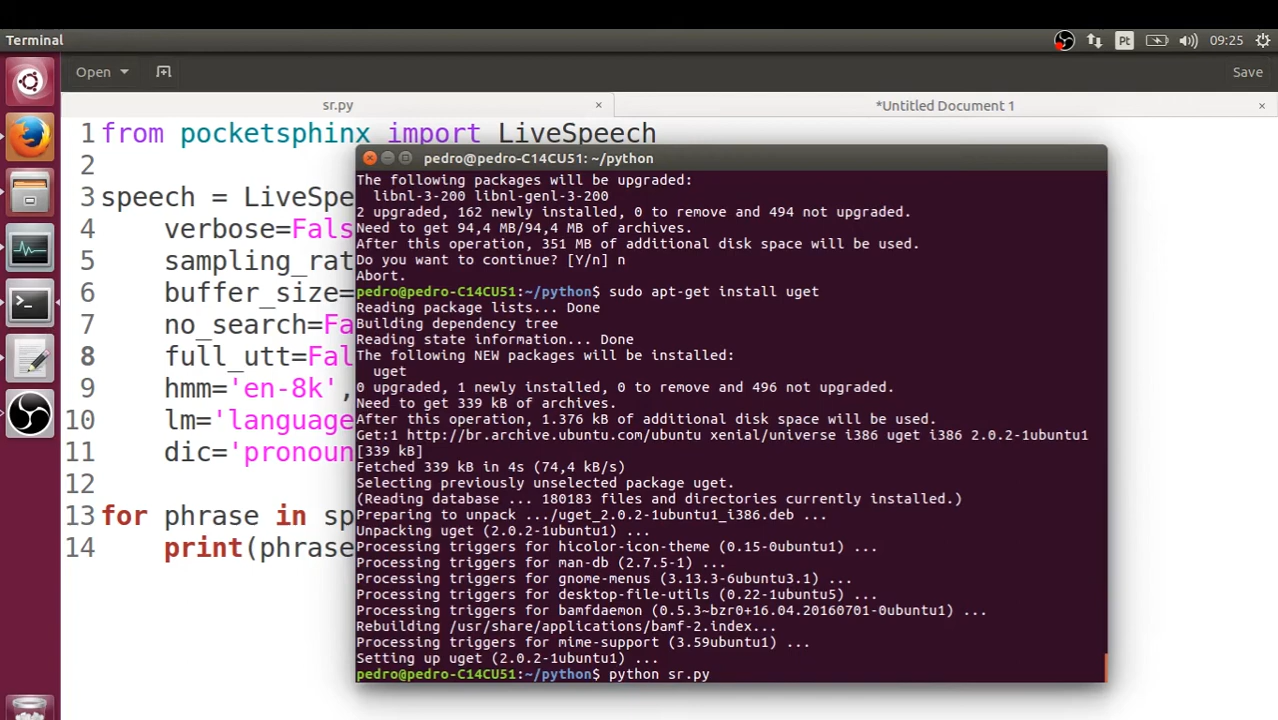 Terminal
Pt
09:25
Open
Save
sr.py
*Untitled Document 1
1 from pocketsphinx import LiveSpeech
2
3 speech = LiveSpe
4 verbose=Fals
5 sampling_rat
6 buffer_size=
7 no_search=Fa
8 full_utt=Fal
9 hmm='en-8k',
10 lm='language
11 dic='pronoun
12
13 for phrase in sp
14 print(phrase
pedro@pedro-C14CU51: ~/python
The following packages will be upgraded:
libnl-3-200 libnl-genl-3-200
2 upgraded, 162 newly installed, 0 to remove and 494 not upgraded.
Need to get 94,4 MB/94,4 MB of archives.
After this operation, 351 MB of additional disk space will be used.
Do you want to continue? [Y/n] n
Abort.
pedro@pedro-C14CU51:~/python$ sudo apt-get install uget
Reading package lists... Done
Building dependency tree
Reading state information... Done
The following NEW packages will be installed:
uget
0 upgraded, 1 newly installed, 0 to remove and 496 not upgraded.
Need to get 339 kB of archives.
After this operation, 1.376 kB of additional disk space will be used.
Get:1 http://br.archive.ubuntu.com/ubuntu xenial/universe i386 uget i386 2.0.2-1ubuntu1
[339 kB]
Fetched 339 kB in 4s (74,4 kB/s)
Selecting previously unselected package uget.
(Reading database ... 180183 files and directories currently installed.)
Preparing to unpack .../uget_2.0.2-1ubuntu1_i386.deb ...
Unpacking uget (2.0.2-1ubuntu1) ...
Processing triggers for hicolor-icon-theme (0.15-0ubuntu1) ...
Processing triggers for man-db (2.7.5-1) ...
Processing triggers for gnome-menus (3.13.3-6ubuntu3.1) ...
Processing triggers for desktop-file-utils (0.22-1ubuntu5) ...
Processing triggers for bamfdaemon (0.5.3~bzr0+16.04.20160701-0ubuntu1) ...
Rebuilding /usr/share/applications/bamf-2.index...
Processing triggers for mime-support (3.59ubuntu1) ...
Setting up uget (2.0.2-1ubuntu1) ...
pedro@pedro-C14CU51:~/python$ python sr.py